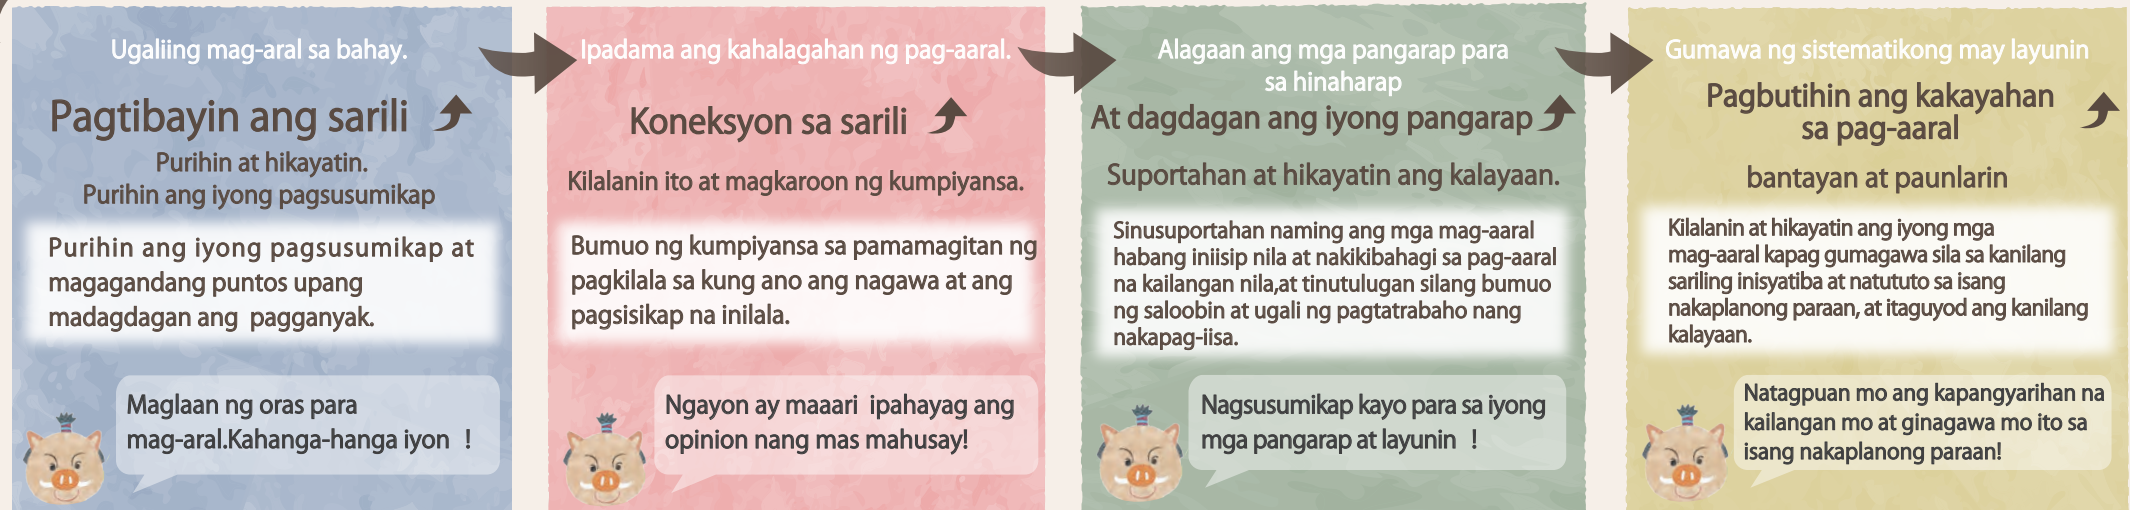 Ugaliing mag-aral sa bahay.
Pagtibayin ang sarili
Purihin at hikayatin.
Purihin ang iyong pagsusumikap
Purihin ang iyong pagsusumikap at
magagandang puntos upang
madagdagan ang pagganyak.
Maglaan ng oras para
mag-aral.Kahanga-hanga iyon !
Ipadama ang kahalagahan ng pag-aaral.
Koneksyon sa sarili
Kilalanin ito at magkaroon ng kumpiyansa.
Bumuo ng kumpiyansa sa pamamagitan ng
pagkilala sa kung ano ang nagawa at ang
pagsisikap na inilala.
Ngayon ay maaari ipahayag ang
opinion nang mas mahusay!
Alagaan ang mga pangarap para
sa hinaharap
At dagdagan ang iyong pangarap
Suportahan at hikayatin ang kalayaan.
Sinusuportahan naming ang mga mag-aaral
habang iniisip nila at nakikibahagi sa pag-aaral
na kailangan nila,at tinutulugan silang bumuo
ng saloobin at ugali ng pagtatrabaho nang
nakapag-iisa.
Nagsusumikap kayo para sa iyong
mga pangarap at layunin !
Gumawa ng sistematikong may layunin
Pagbutihin ang kakayahan
sa pag-aaral
bantayan at paunlarin
Kilalanin at hikayatin ang iyong mga
mag-aaral kapag gumagawa sila sa kanilang
sariling inisyatiba at natututo sa isang
nakaplanong paraan, at itaguyod ang kanilang
kalayaan.
Natagpuan mo ang kapangyarihan na
kailangan mo at ginagawa mo ito sa
isang nakaplanong paraan!